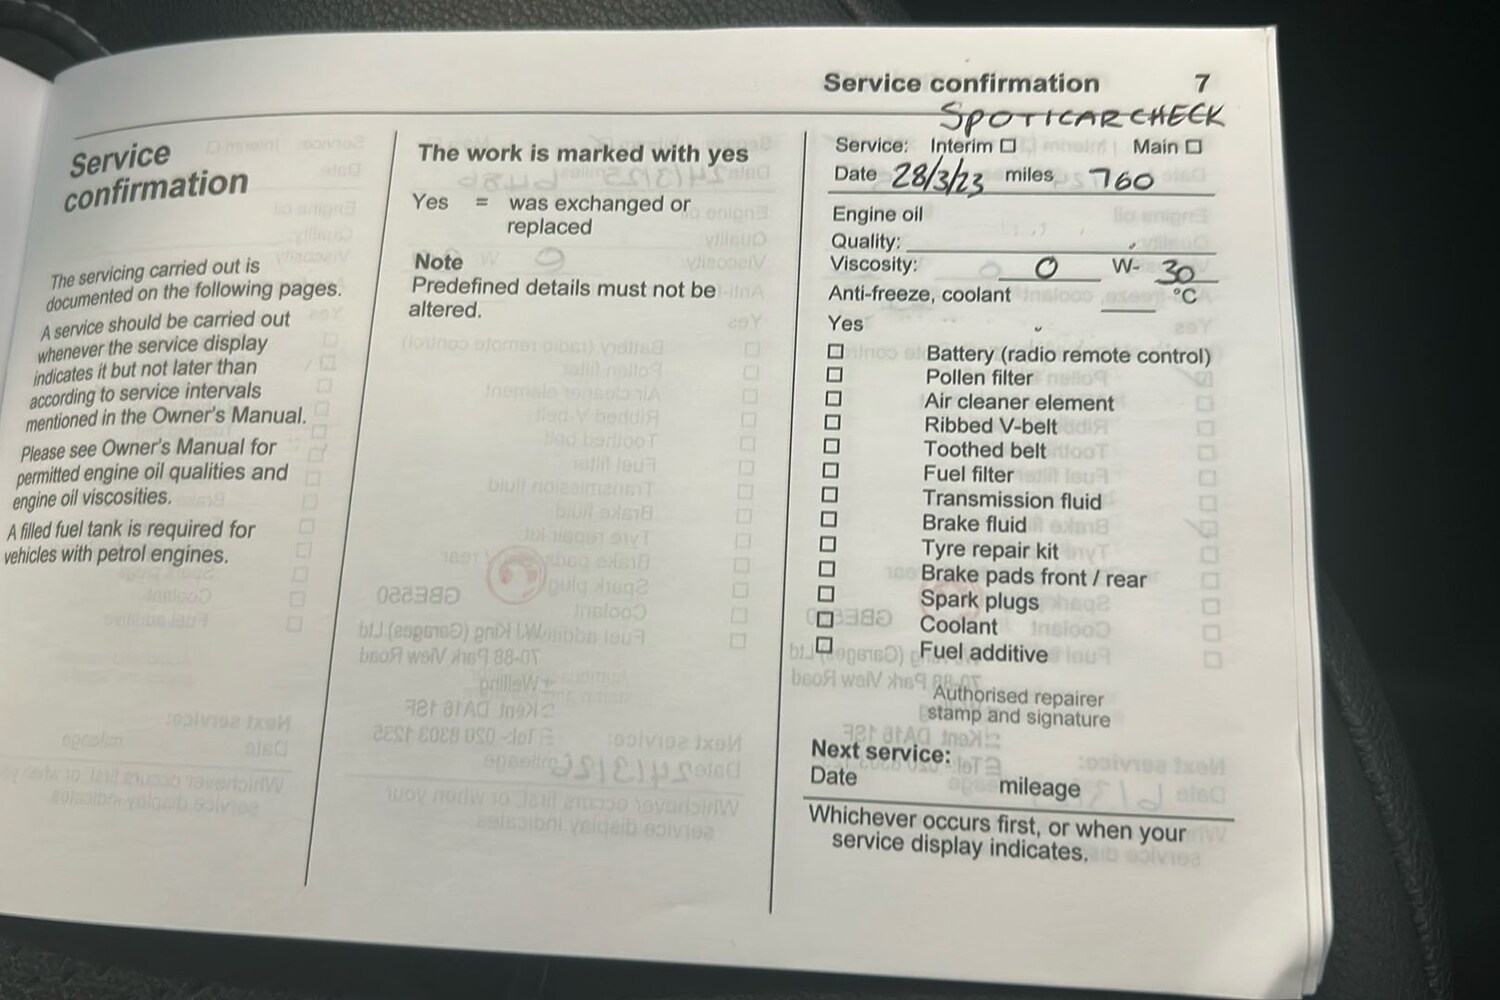 Service confirmation 7
SPOTICAR CHECK
Service confirmation
The servicing carried out is
documented on the following pages.
A service should be carried out
whenever the service display
indicates it but not later than
according to service intervals
mentioned in the Owner's Manual.
Please see Owner's Manual for
permitted engine oil qualities and
engine oil viscosities.
A filled fuel tank is required for
vehicles with petrol engines.
The work is marked with yes
Yes = was exchanged or
replaced
Note
Predefined details must not be
altered.
Service: Interim ☐ Main ☐
Date 28/3/23 miles 760
Engine oil
Quality:
Viscosity: 0 W- 30
Anti-freeze, coolant °C
Yes
☐ Battery (radio remote control)
☐ Pollen filter
☐ Air cleaner element
☐ Ribbed V-belt
☐ Toothed belt
☐ Fuel filter
☐ Transmission fluid
☐ Brake fluid
☐ Tyre repair kit
☐ Brake pads front / rear
☐ Spark plugs
☐ Coolant
☐ Fuel additive
Authorised repairer
stamp and signature
Next service:
Date mileage
Whichever occurs first, or when your
service display indicates.